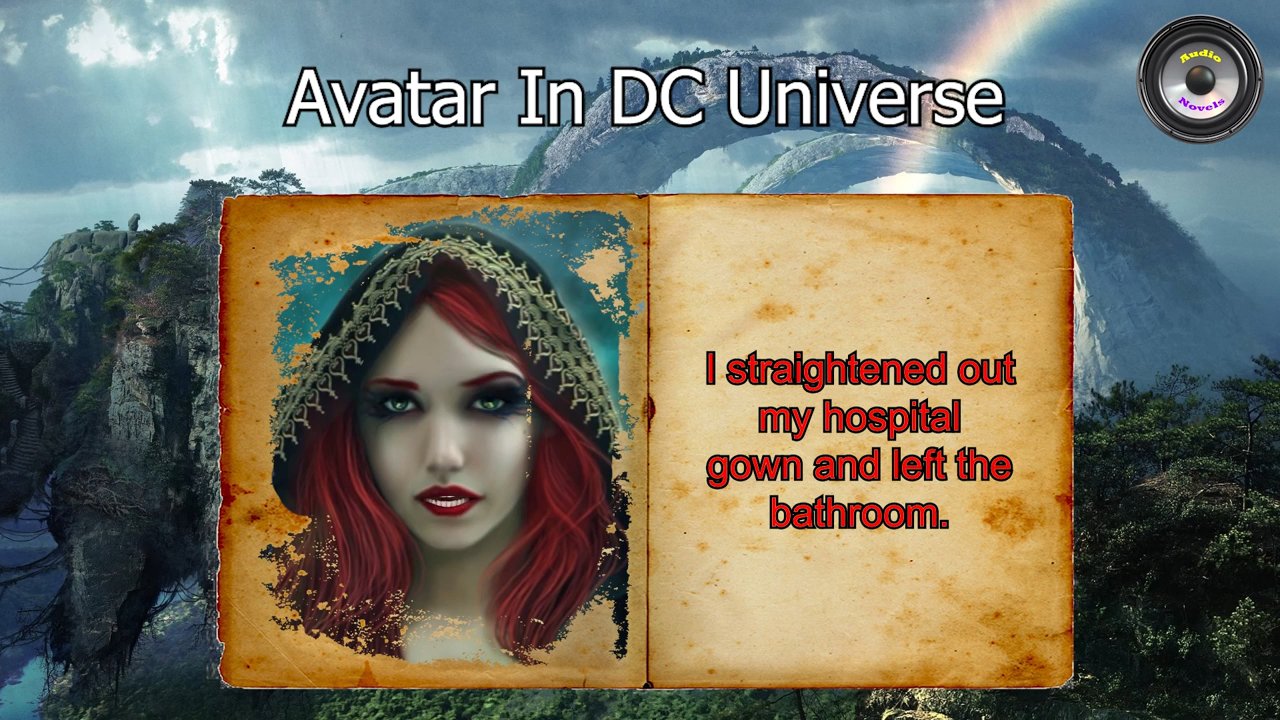 Avatar In DC Universe
Audio
Novels
I straightened out
my hospital
gown and left the
bathroom.